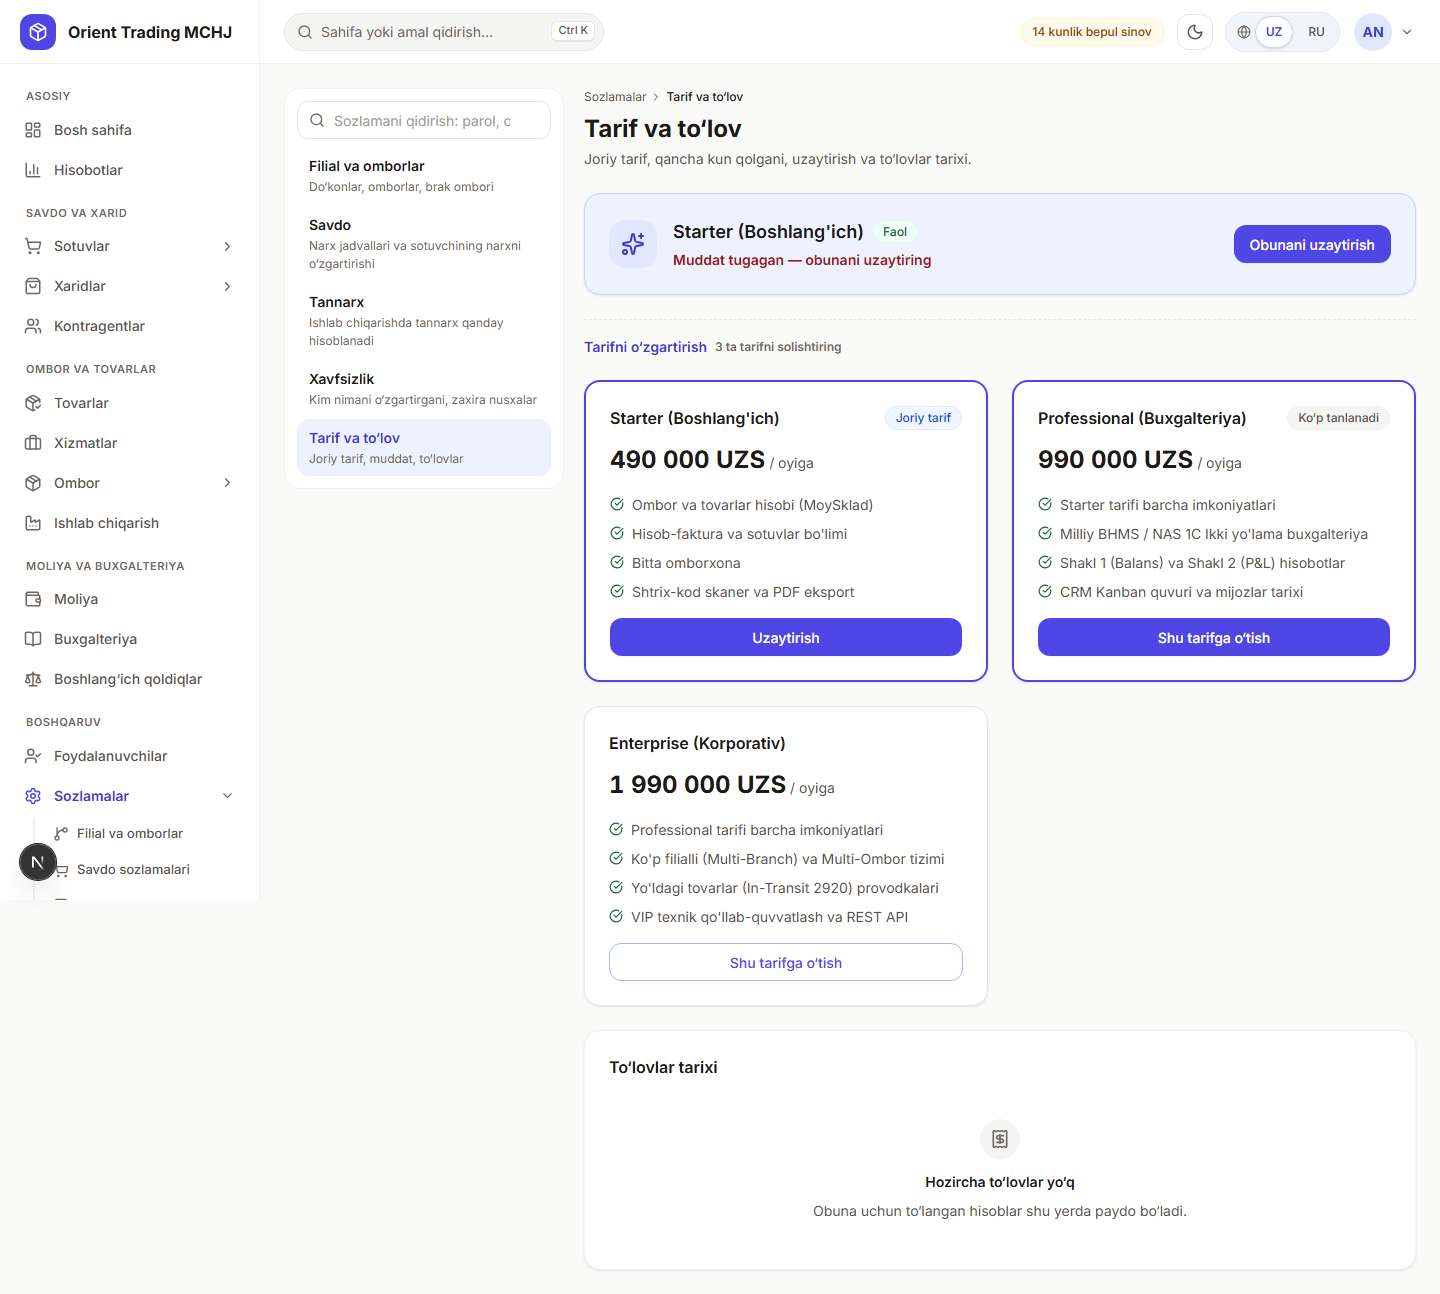 Orient Trading MCHJ
Sahifa yoki amal qidirish...
Ctrl K
14 kunlik bepul sinov
UZ
RU
AN
ASOSIY
Bosh sahifa
Hisobotlar
SAVDO VA XARID
Sotuvlar
Xaridlar
Kontragentlar
OMBOR VA TOVARLAR
Tovarlar
Xizmatlar
Ombor
Ishlab chiqarish
MOLIYA VA BUXGALTERIYA
Moliya
Buxgalteriya
Boshlang‘ich qoldiqlar
BOSHQARUV
Foydalanuvchilar
Sozlamalar
Filial va omborlar
N
Savdo sozlamalari
Sozlamani qidirish: parol, c
Filial va omborlar
Do‘konlar, omborlar, brak ombori
Savdo
Narx jadvallari va sotuvchining narxni
o‘zgartirishi
Tannarx
Ishlab chiqarishda tannarx qanday
hisoblanadi
Xavfsizlik
Kim nimani o‘zgartirgani, zaxira nusxalar
Tarif va to‘lov
Joriy tarif, muddat, to‘lovlar
Sozlamalar > Tarif va to‘lov
Tarif va to‘lov
Joriy tarif, qancha kun qolgani, uzaytirish va to‘lovlar tarixi.
Starter (Boshlang'ich)
Faol
Muddat tugagan — obunani uzaytiring
Obunani uzaytirish
Tarifni o‘zgartirish 3 ta tarifni solishtiring
Starter (Boshlang'ich)
Joriy tarif
490 000 UZS / oyiga
Ombor va tovarlar hisobi (MoySklad)
Hisob-faktura va sotuvlar bo'limi
Bitta omborxona
Shtrix-kod skaner va PDF eksport
Uzaytirish
Professional (Buxgalteriya)
Ko‘p tanlanadi
990 000 UZS / oyiga
Starter tarifi barcha imkoniyatlari
Milliy BHMS / NAS 1C Ikki yo'lama buxgalteriya
Shakl 1 (Balans) va Shakl 2 (P&L) hisobotlar
CRM Kanban quvuri va mijozlar tarixi
Shu tarifga o‘tish
Enterprise (Korporativ)
1 990 000 UZS / oyiga
Professional tarifi barcha imkoniyatlari
Ko'p filialli (Multi-Branch) va Multi-Ombor tizimi
Yo'ldagi tovarlar (In-Transit 2920) provodkalari
VIP texnik qo'llab-quvvatlash va REST API
Shu tarifga o‘tish
To‘lovlar tarixi
Hozircha to‘lovlar yo‘q
Obuna uchun to‘langan hisoblar shu yerda paydo bo‘ladi.